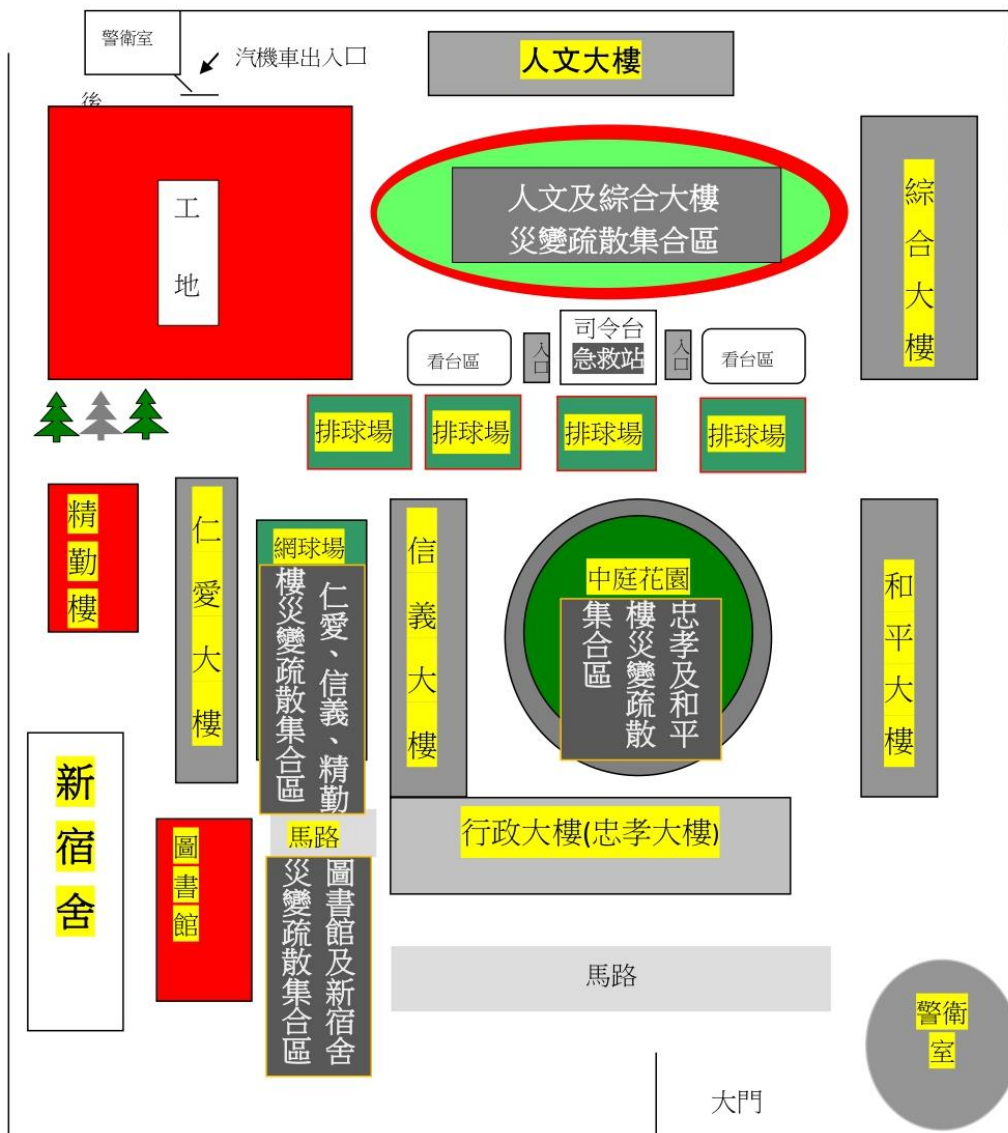 警衛室
汽機車出入口
後
人文大樓
工地
人文及綜合大樓
災變疏散集合區
綜合大樓
看台區
入口
司令台
急救站
入口
看台區
排球場
排球場
排球場
排球場
精勤樓
仁愛大樓
網球場
仁愛、信義、精勤
樓災變疏散集合區
信義大樓
中庭花園
忠孝及和平
樓災變疏散
集合區
和平大樓
新宿舍
圖書館
馬路
圖書館及新宿舍
災變疏散集合區
行政大樓(忠孝大樓)
馬路
警衛
室
大門